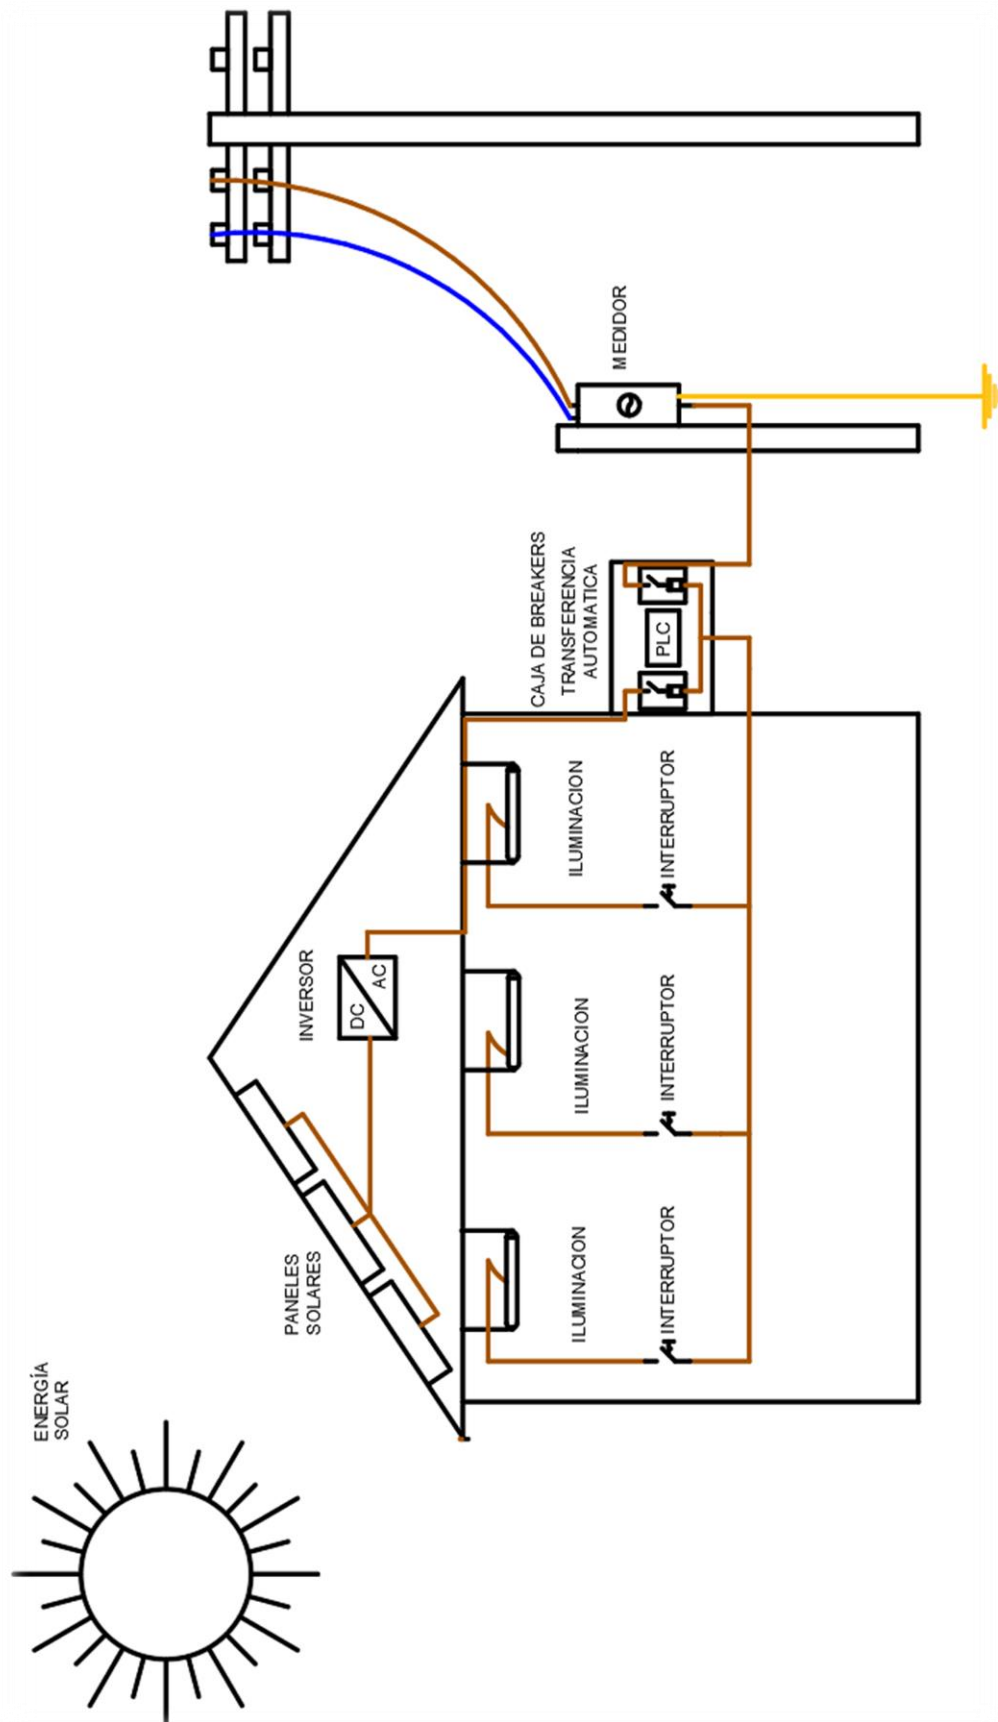 ENERGÍA
SOLAR
PANELES
SOLARES
INVERSOR
DC
AC
CAJA DE BREAKERS
TRANSFERENCIA
AUTOMATICA
PLC
MEDIDOR
ILUMINACION
ILUMINACION
ILUMINACION
INTERRUPTOR
INTERRUPTOR
INTERRUPTOR